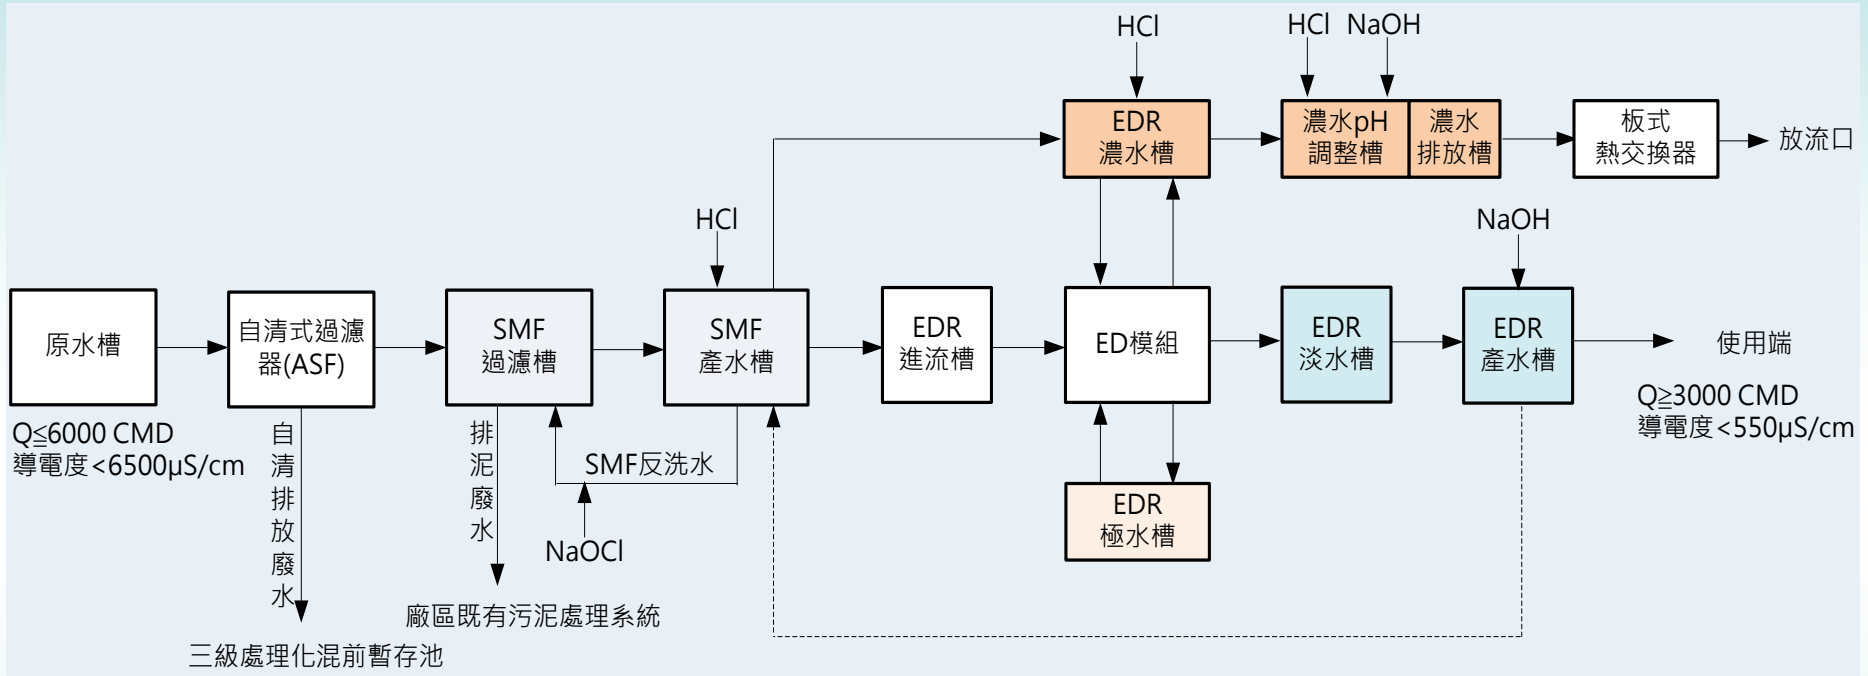 HCl
HCl
NaOH
EDR
濃水槽
濃水pH
調整槽
濃水
排放槽
板式
熱交換器
放流口
HCl
NaOH
原水槽
自清式過濾
器(ASF)
SMF
過濾槽
SMF
產水槽
EDR
進流槽
ED模組
EDR
淡水槽
EDR
產水槽
使用端
Q≦6000 CMD
導電度<6500μS/cm
Q≧3000 CMD
導電度<550μS/cm
自清排放廢水
排泥廢水
SMF反洗水
NaOCl
EDR
極水槽
廠區既有污泥處理系統
三級處理化混前暫存池